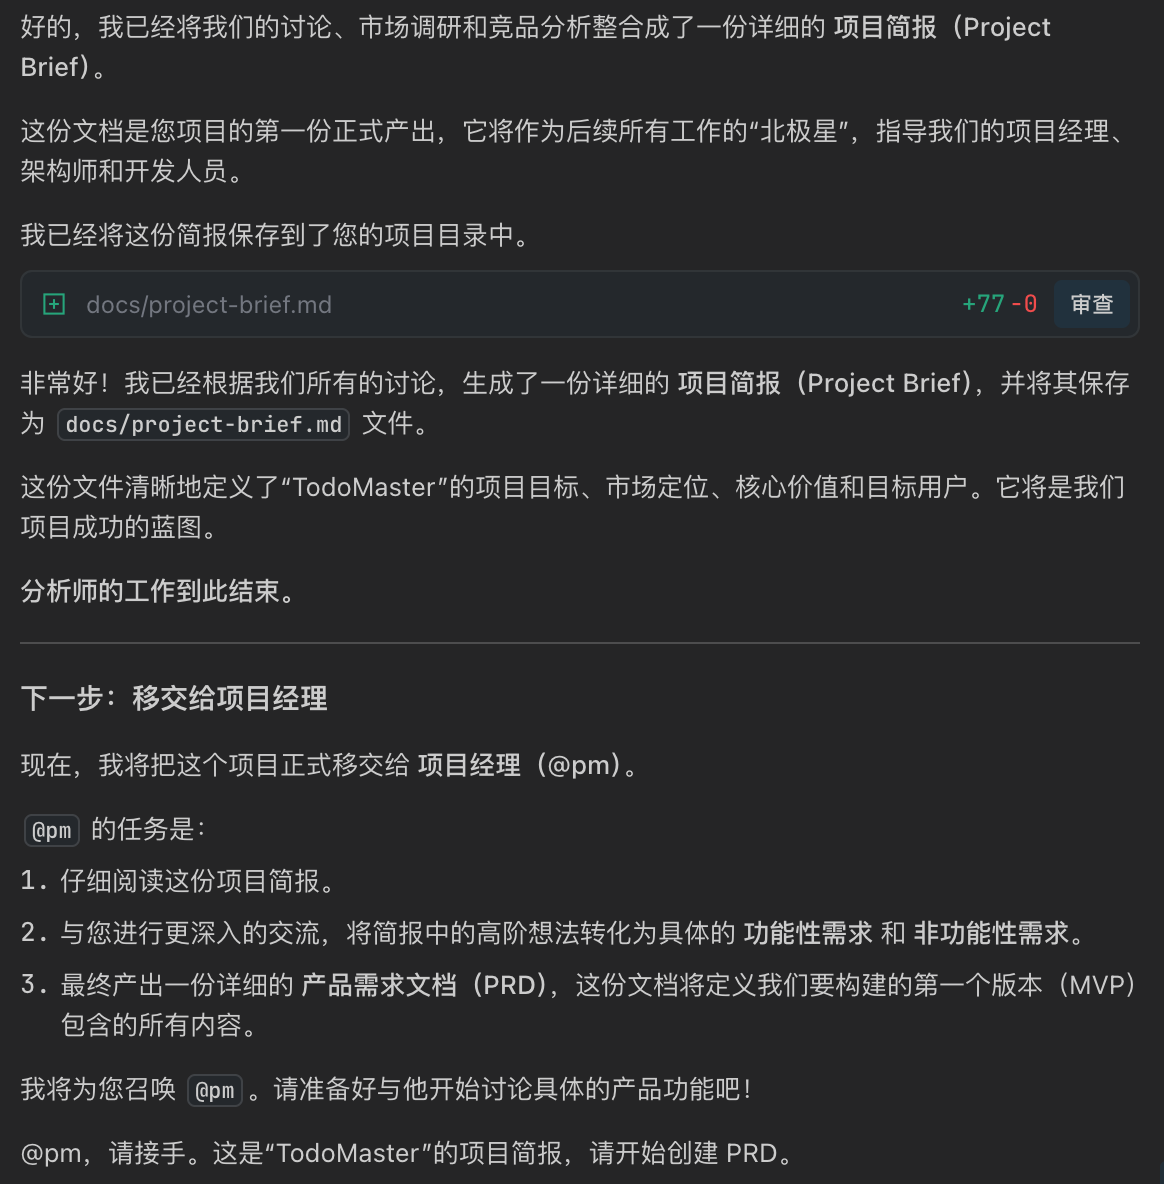 好的，我已经将我们的讨论、市场调研和竞品分析整合成了一份详细的 项目简报（Project
Brief）。
这份文档是您项目的第一份正式产出，它将作为后续所有工作的“北极星”，指导我们的项目经理、
架构师和开发人员。
我已经将这份简报保存到了您的项目目录中。
docs/project-brief.md +77 -0 审查
非常好！我已经根据我们所有的讨论，生成了一份详细的 项目简报（Project Brief），并将其保存
为 docs/project-brief.md 文件。
这份文件清晰地定义了“TodoMaster”的项目目标、市场定位、核心价值和目标用户。它将是我们
项目成功的蓝图。
分析师的工作到此结束。
下一步：移交给项目经理
现在，我将把这个项目正式移交给 项目经理（@pm）。
@pm 的任务是：
1. 仔细阅读这份项目简报。
2. 与您进行更深入的交流，将简报中的高阶想法转化为具体的 功能性需求 和 非功能性需求。
3. 最终产出一份详细的 产品需求文档（PRD），这份文档将定义我们要构建的第一个版本（MVP）
包含的所有内容。
我将为您召唤 @pm 。请准备好与他开始讨论具体的产品功能吧！
@pm，请接手。这是“TodoMaster”的项目简报，请开始创建 PRD。